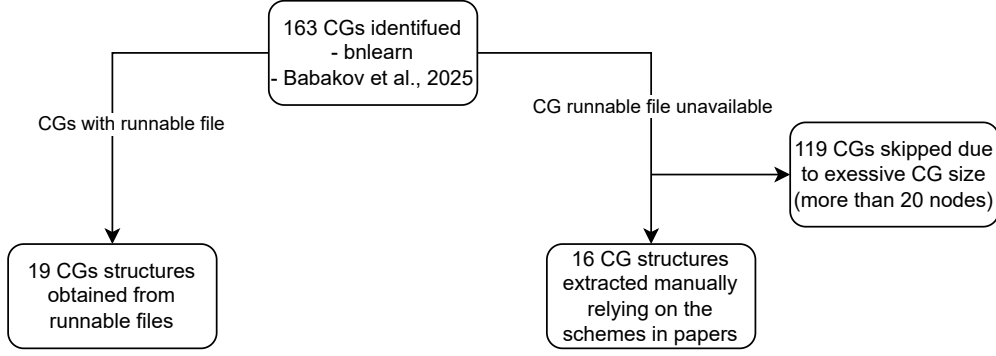 163 CGs identifued
- bnlearn
- Babakov et al., 2025
CGs with runnable file
CG runnable file unavailable
119 CGs skipped due
to exessive CG size
(more than 20 nodes)
19 CGs structures
obtained from
runnable files
16 CG structures
extracted manually
relying on the
schemes in papers